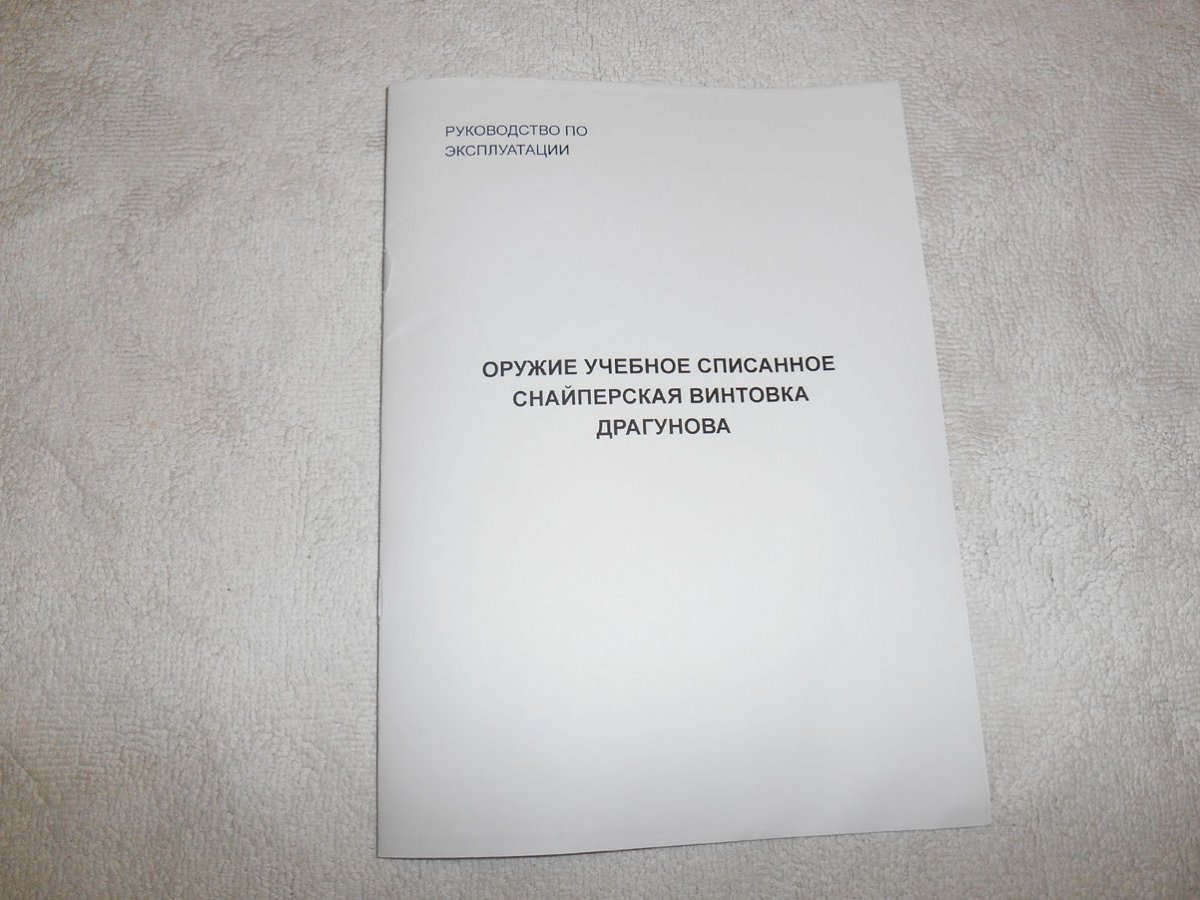 РУКОВОДСТВО ПО
ЭКСПЛУАТАЦИИ
ОРУЖИЕ УЧЕБНОЕ СПИСАННОЕ
СНАЙПЕРСКАЯ ВИНТОВКА
ДРАГУНОВА